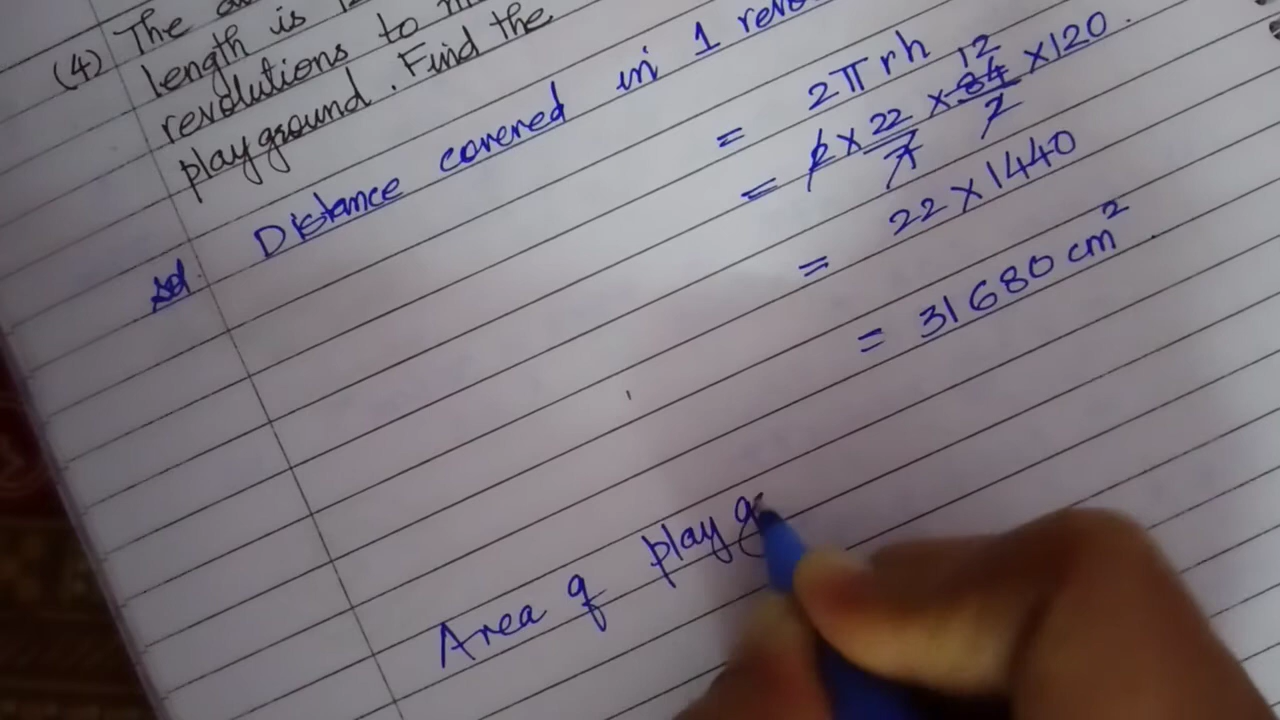 (4) The
length is
revolutions to
playground. Find the
Sol. Distance covered in 1
= 2πrh
= 2 × 22/7 × 84/2 × 120. 12
= 22 × 1440
= 31680 cm².
Area of playg